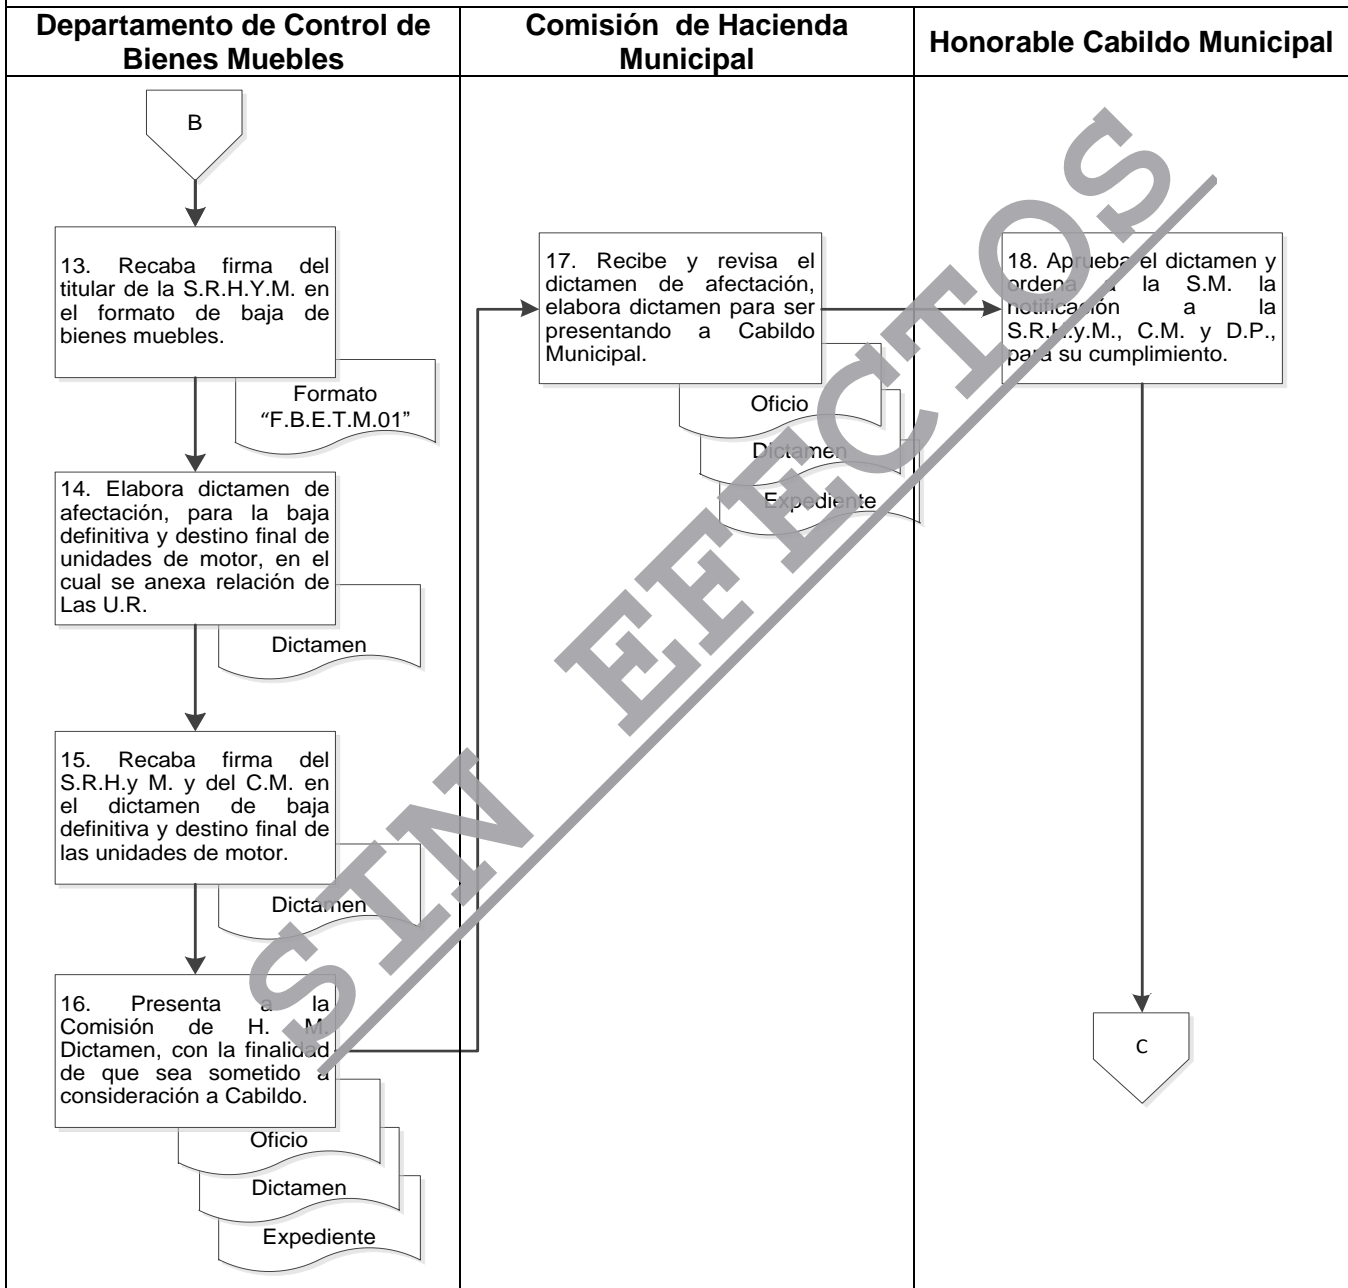 Departamento de Control de
Bienes Muebles
Comisión de Hacienda
Municipal
Honorable Cabildo Municipal
B
13. Recaba firma del
titular de la S.R.H.Y.M. en
el formato de baja de
bienes muebles.
Formato
“F.B.E.T.M.01”
14. Elabora dictamen de
afectación, para la baja
definitiva y destino final de
unidades de motor, en el
cual se anexa relación de
Las U.R.
Dictamen
15. Recaba firma del
S.R.H.y M. y del C.M. en
el dictamen de baja
definitiva y destino final de
las unidades de motor.
Dictamen
16. Presenta a la
Comisión de H. M.
Dictamen, con la finalidad
de que sea sometido a
consideración a Cabildo.
Oficio
Dictamen
Expediente
17. Recibe y revisa el
dictamen de afectación,
elabora dictamen para ser
presentando a Cabildo
Municipal.
Oficio
Dictamen
Expediente
18. Aprueba el dictamen y
ordena a la S.M. la
notificación a la
S.R.H.y.M., C.M. y D.P.,
para su cumplimiento.
C
SIN EFECTOS